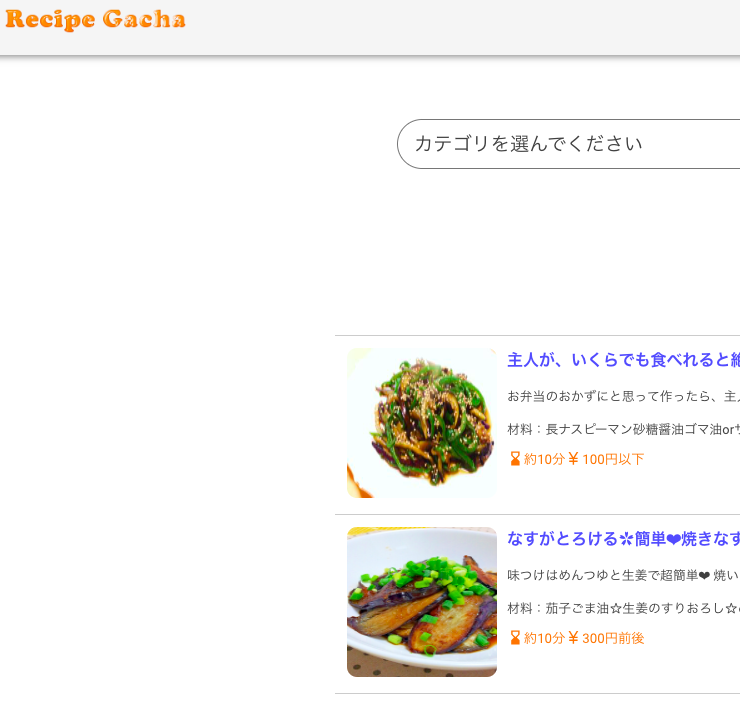 Recipe Gacha
カテゴリを選んでください
主人が、いくらでも食べれると
お弁当のおかずにと思って作ったら、主
材料：長ナスピーマン砂糖醤油ゴマ油or
約10分￥100円以下
なすがとろける✲簡単❤焼きなす
味つけはめんつゆと生姜で超簡単❤ 焼い
材料：茄子ごま油☆生姜のすりおろし☆
約10分￥300円前後